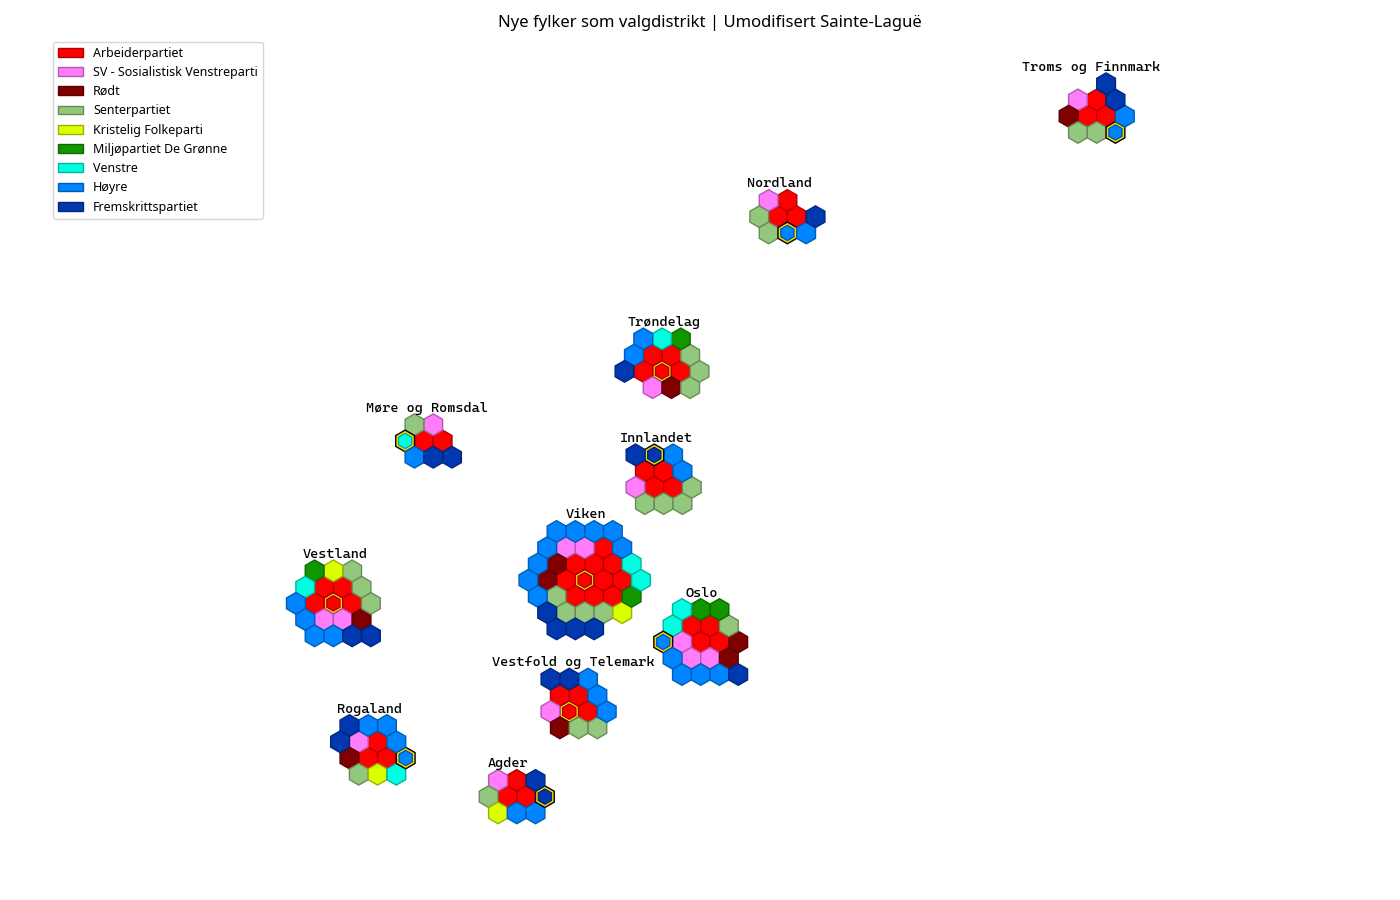 Nye fylker som valgdistrikt | Umodifisert Sainte-Laguë
Arbeiderpartiet
SV - Sosialistisk Venstreparti
Rødt
Senterpartiet
Kristelig Folkeparti
Miljøpartiet De Grønne
Venstre
Høyre
Fremskrittspartiet
Troms og Finnmark
Nordland
Trøndelag
Møre og Romsdal
Innlandet
Viken
Vestland
Oslo
Vestfold og Telemark
Rogaland
Agder